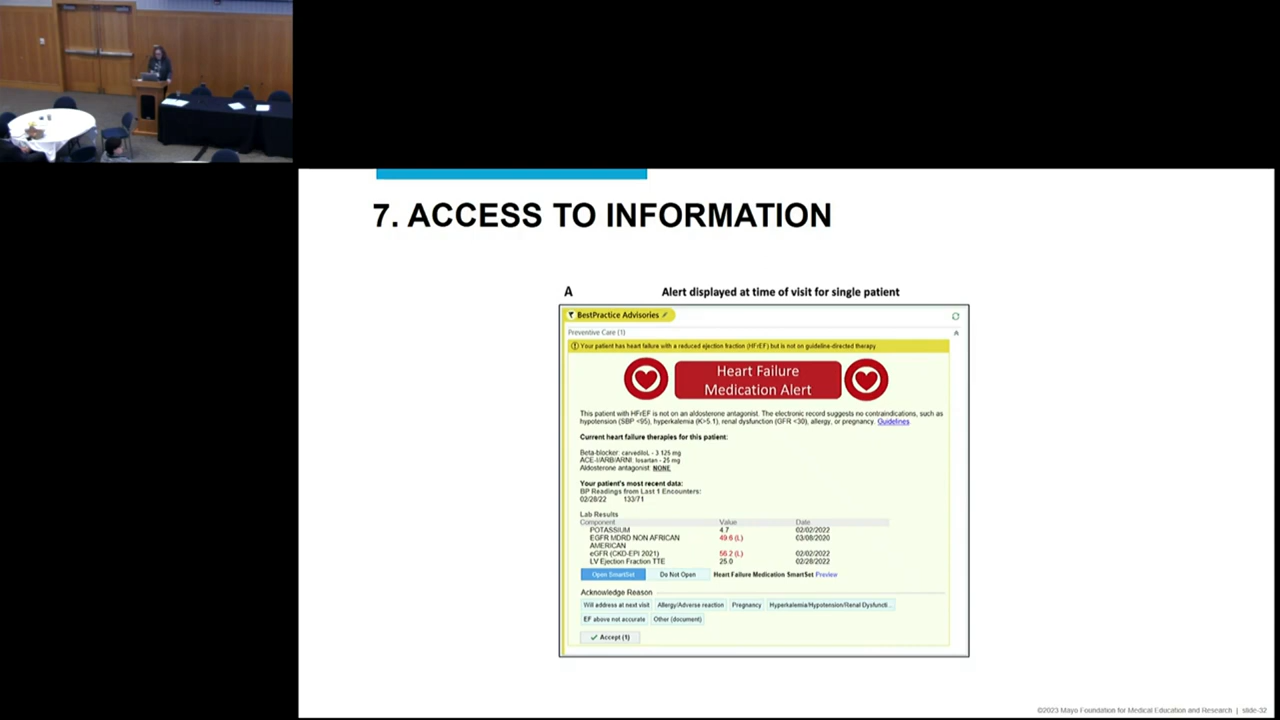 7. ACCESS TO INFORMATION
A Alert displayed at time of visit for single patient
BestPractice Advisories
Preventive Care (1)
Your patient has heart failure with a reduced ejection fraction (HFrEF) but is not on guideline-directed therapy
Heart Failure
Medication Alert
This patient with HFrEF is not on an aldosterone antagonist. The electronic record suggests no contraindications, such as
hypotension (SBP <95), hyperkalemia (K>5.1), renal dysfunction (GFR <30), allergy, or pregnancy. Guidelines
Current heart failure therapies for this patient:
Beta-blocker: carvediloL - 3.125 mg
ACE-I/ARB/ARNI: losartan - 25 mg
Aldosterone antagonist: NONE
Your patient's most recent data:
BP Readings from Last 1 Encounters:
02/28/22 133/71
Lab Results
Component Value Date
POTASSIUM 4.7 02/02/2022
EGFR MDRD NON AFRICAN 49.6 (L) 03/08/2020
AMERICAN
eGFR (CKD-EPI 2021) 56.2 (L) 02/02/2022
LV Ejection Fraction TTE 25.0 02/28/2022
Open SmartSet Do Not Open Heart Failure Medication SmartSet Preview
Acknowledge Reason
Will address at next visit Allergy/Adverse reaction Pregnancy Hyperkalemia/Hypotension/Renal Dysfuncti...
EF above not accurate Other (document)
Accept (1)
©2023 Mayo Foundation for Medical Education and Research | slide-32